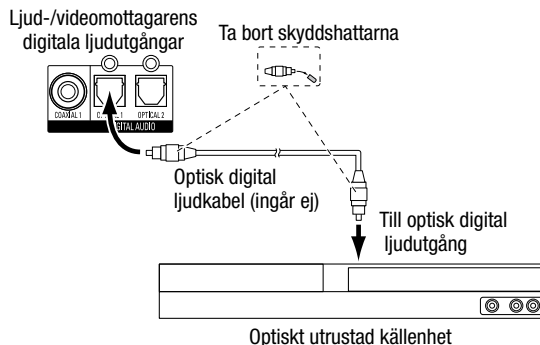 Ljud-/videomottagarens
digitala ljudutgångar
Ta bort skyddshattarna
COAXIAL 1
OPTICAL 2
DIGITAL AUDIO
Optisk digital
ljudkabel (ingår ej)
Till optisk digital
ljudutgång
Optiskt utrustad källenhet